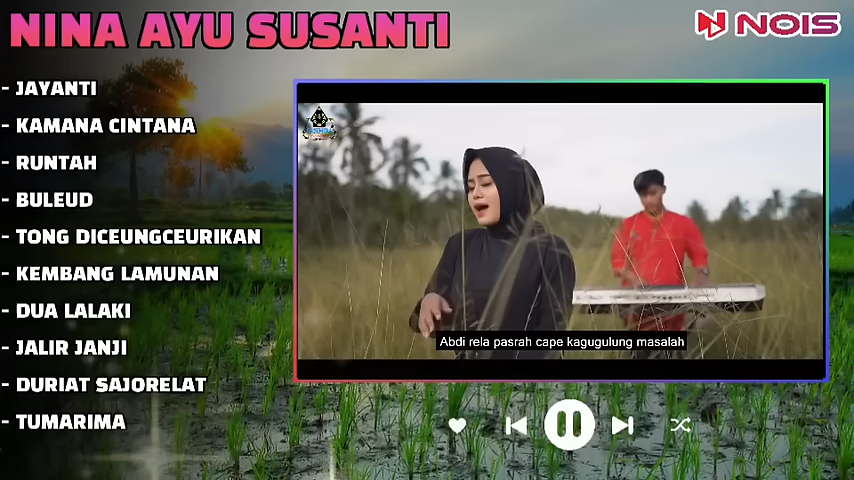 NINA AYU SUSANTI
NOIS
- JAYANTI
- KAMANA CINTANA
- RUNTAH
- BULEUD
- TONG DICEUNGCEURIKAN
- KEMBANG LAMUNAN
- DUA LALAKI
- JALIR JANJI
- DURIAT SAJORELAT
- TUMARIMA
Abdi rela pasrah cape kagugulung masalah